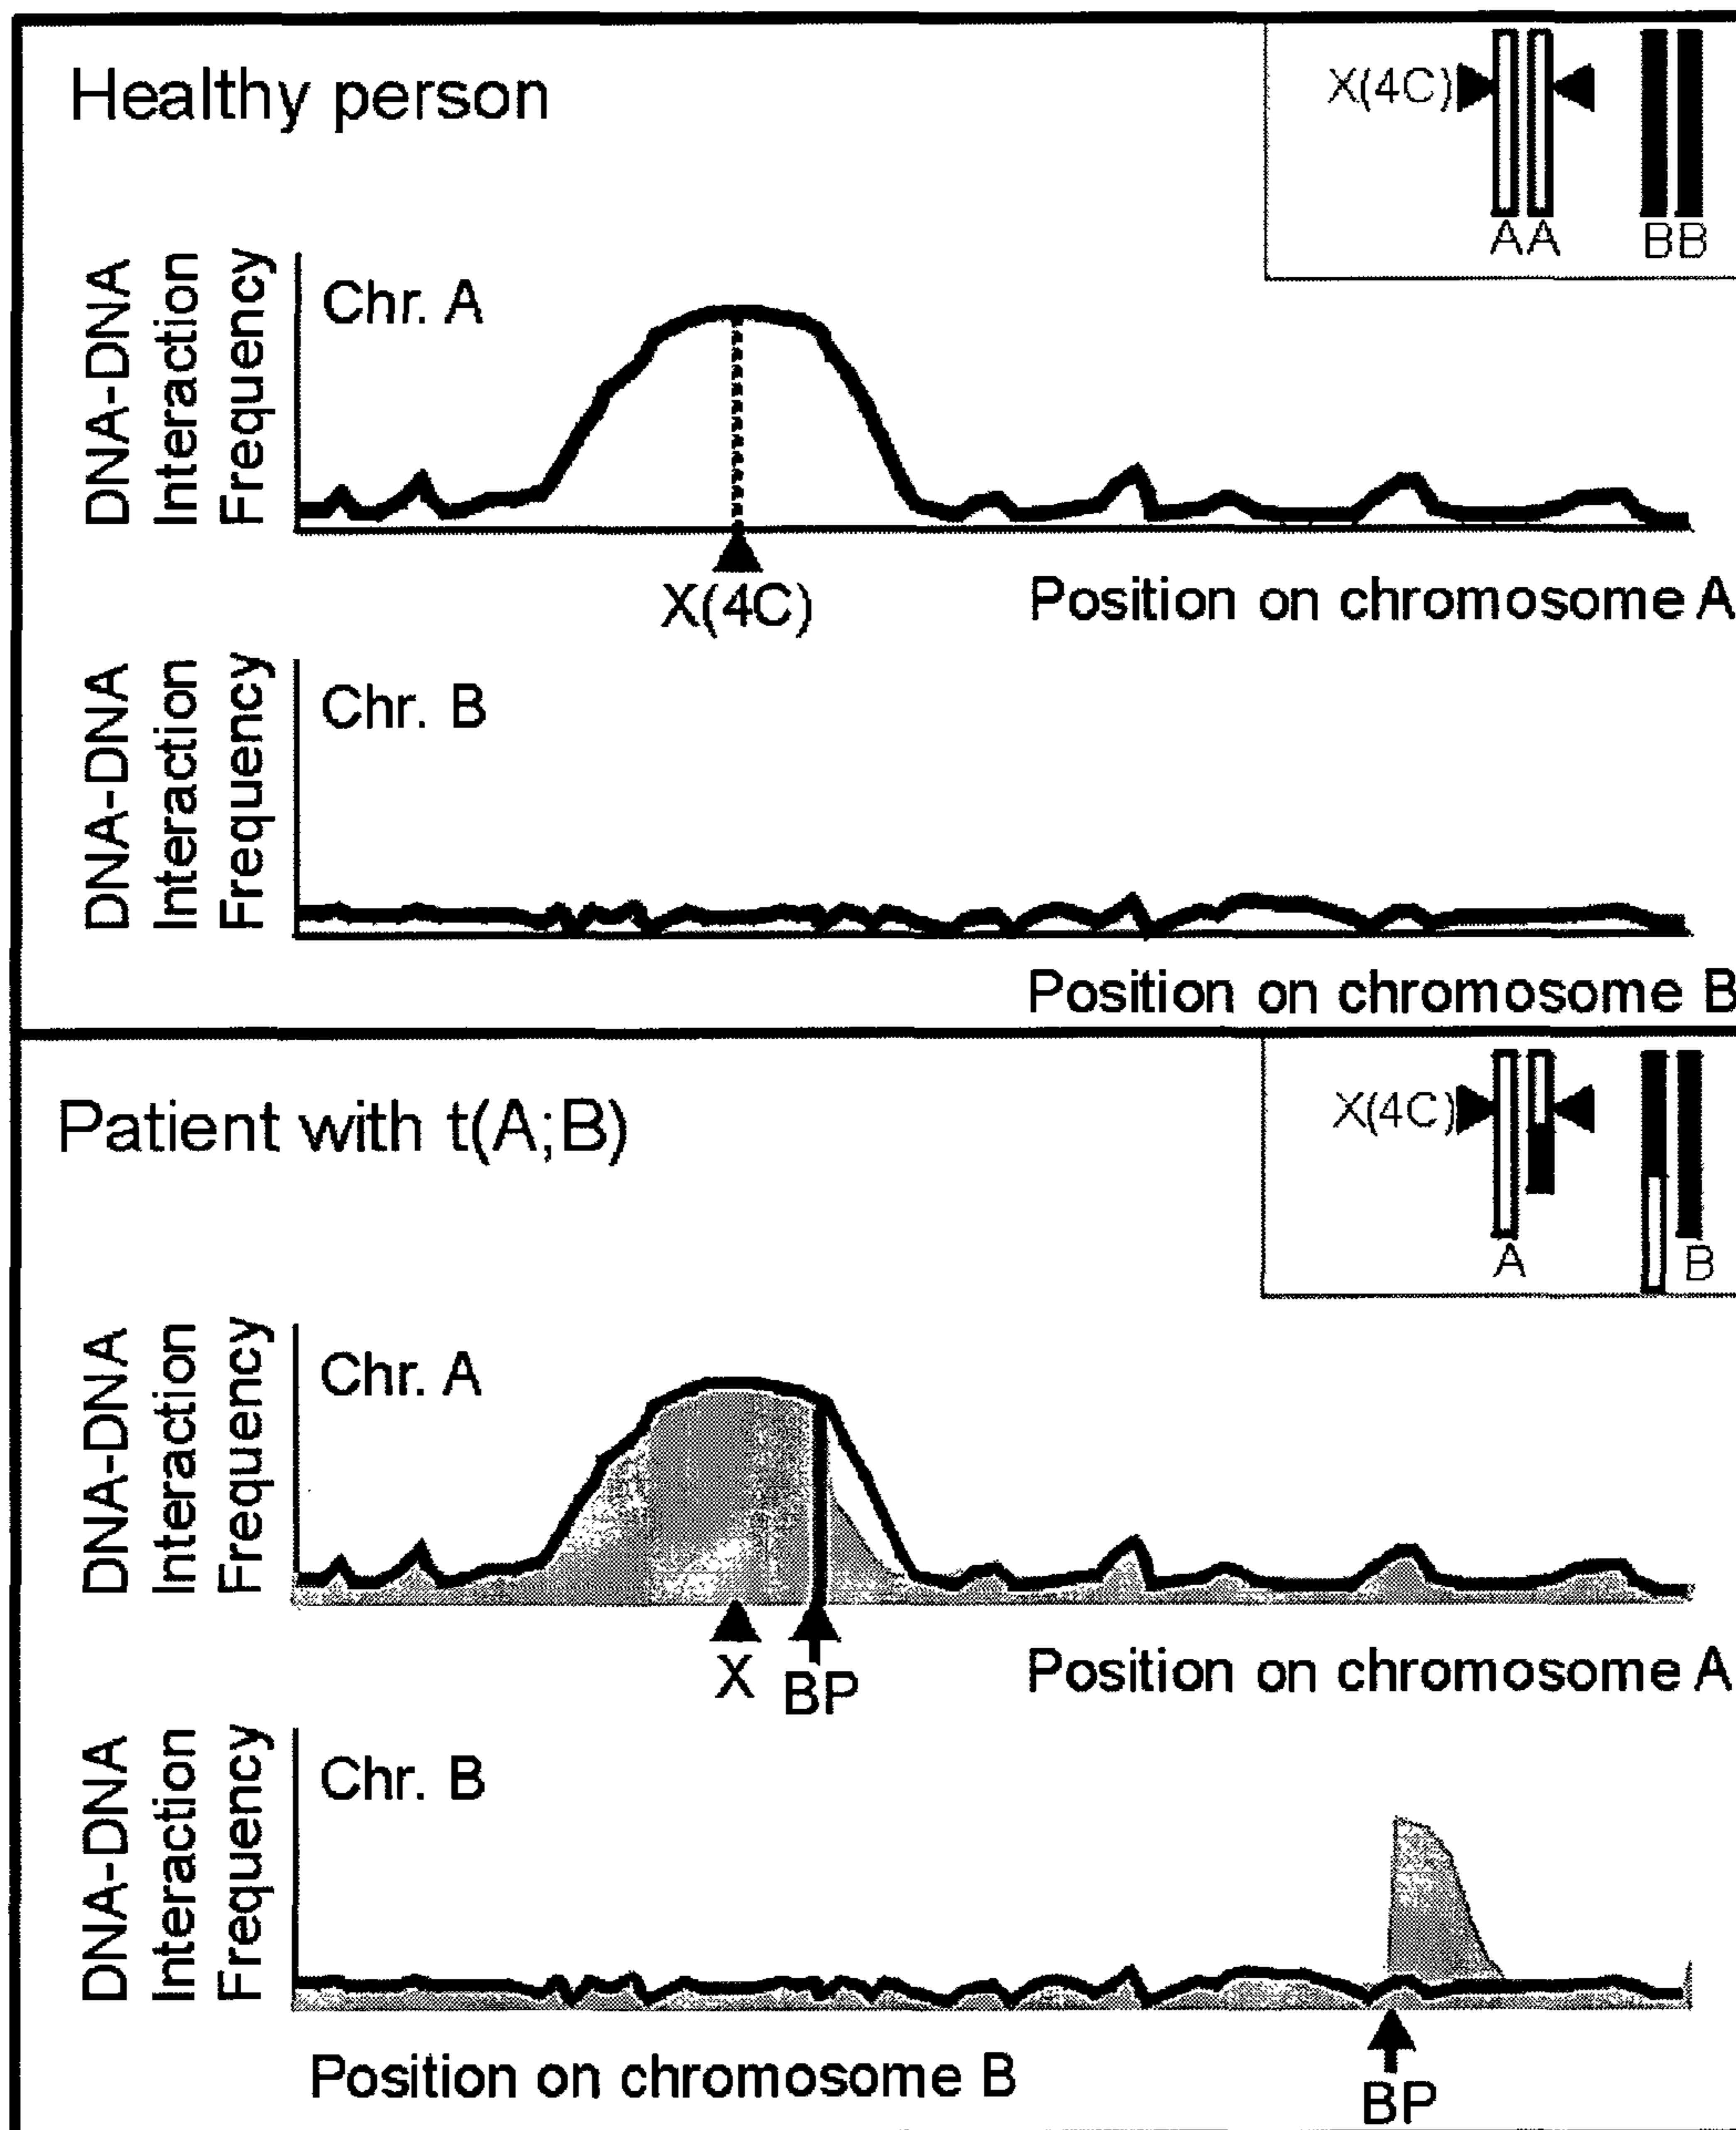 Healthy person
X(4C)
AA
BB
DNA-DNA
Interaction
Frequency
Chr. A
X(4C)
Position on chromosome A
DNA-DNA
Interaction
Frequency
Chr. B
Position on chromosome B
Patient with t(A;B)
X(4C)
A
B
DNA-DNA
Interaction
Frequency
Chr. A
X
BP
Position on chromosome A
DNA-DNA
Interaction
Frequency
Chr. B
Position on chromosome B
BP